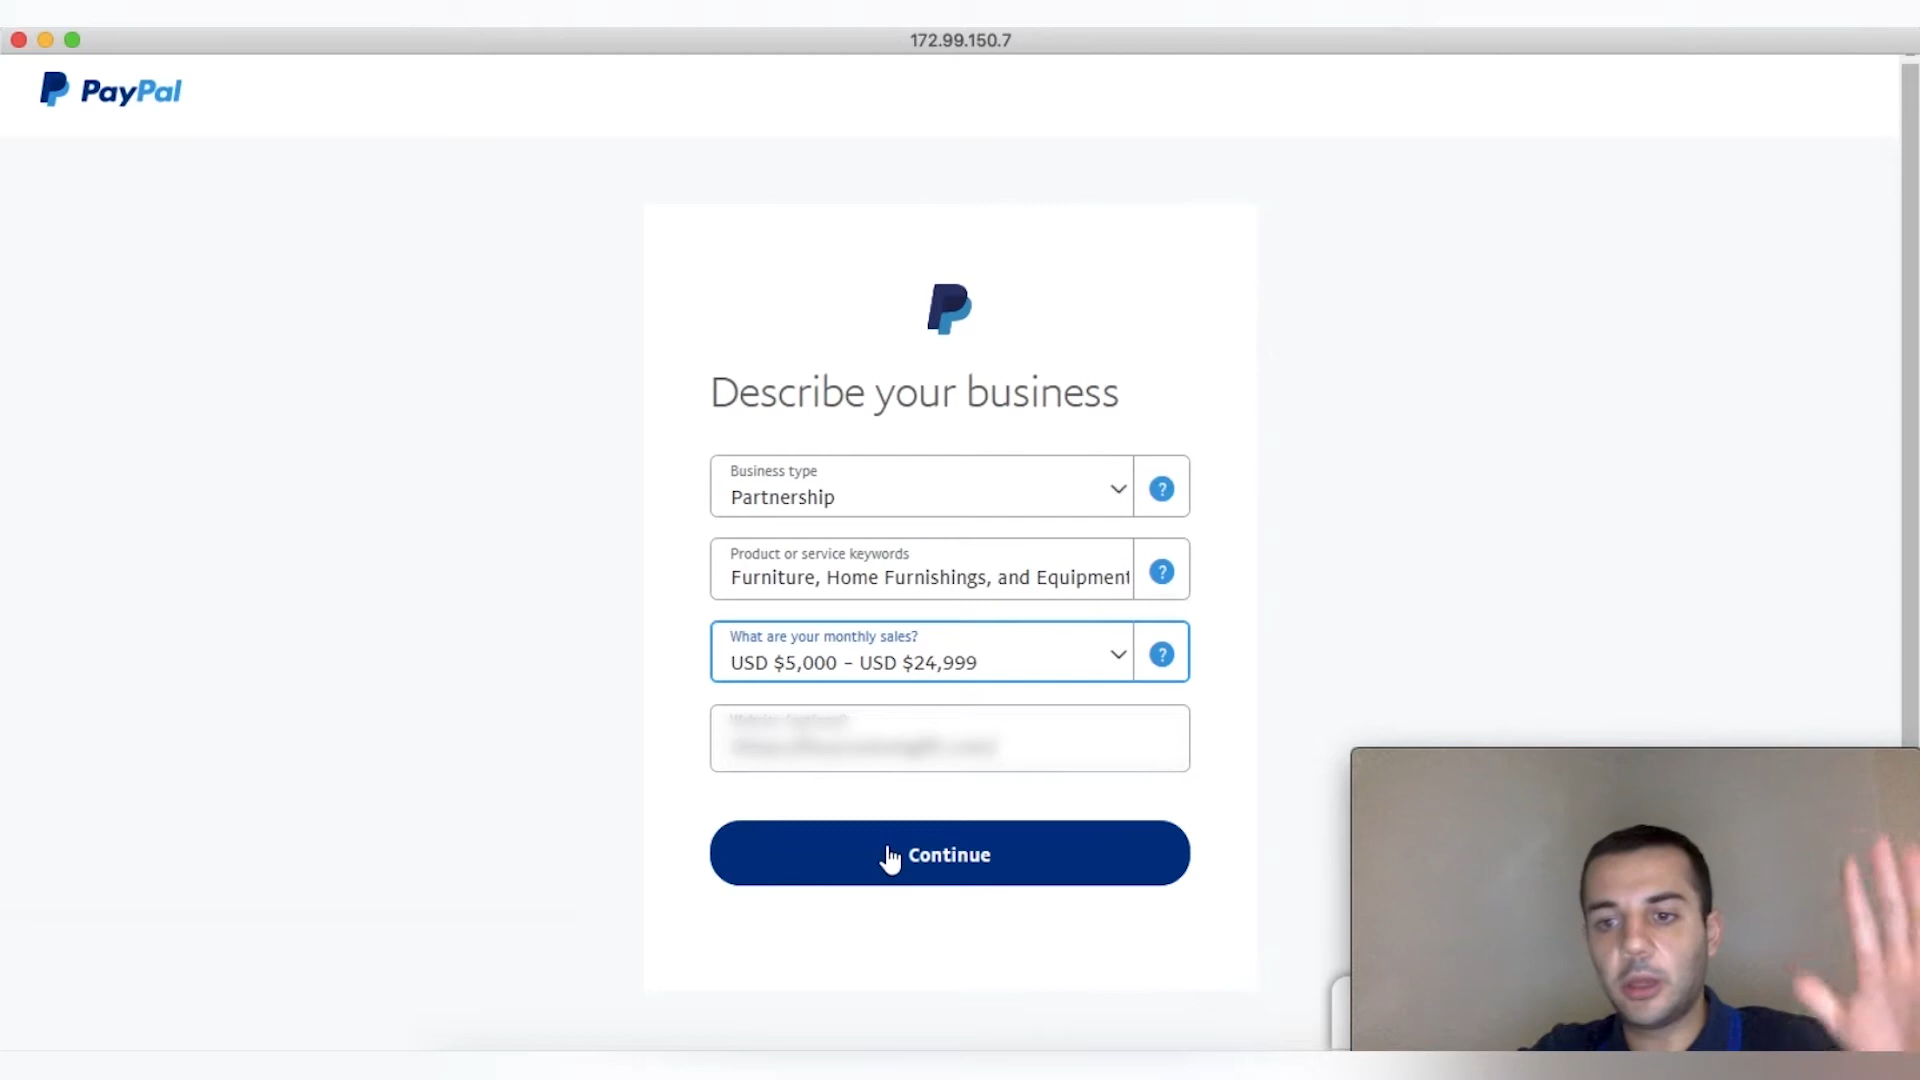 172.99.150.7
PayPal
Describe your business
Business type
Partnership
?
Product or service keywords
Furniture, Home Furnishings, and Equipment
?
What are your monthly sales?
USD $5,000 - USD $24,999
?
Continue